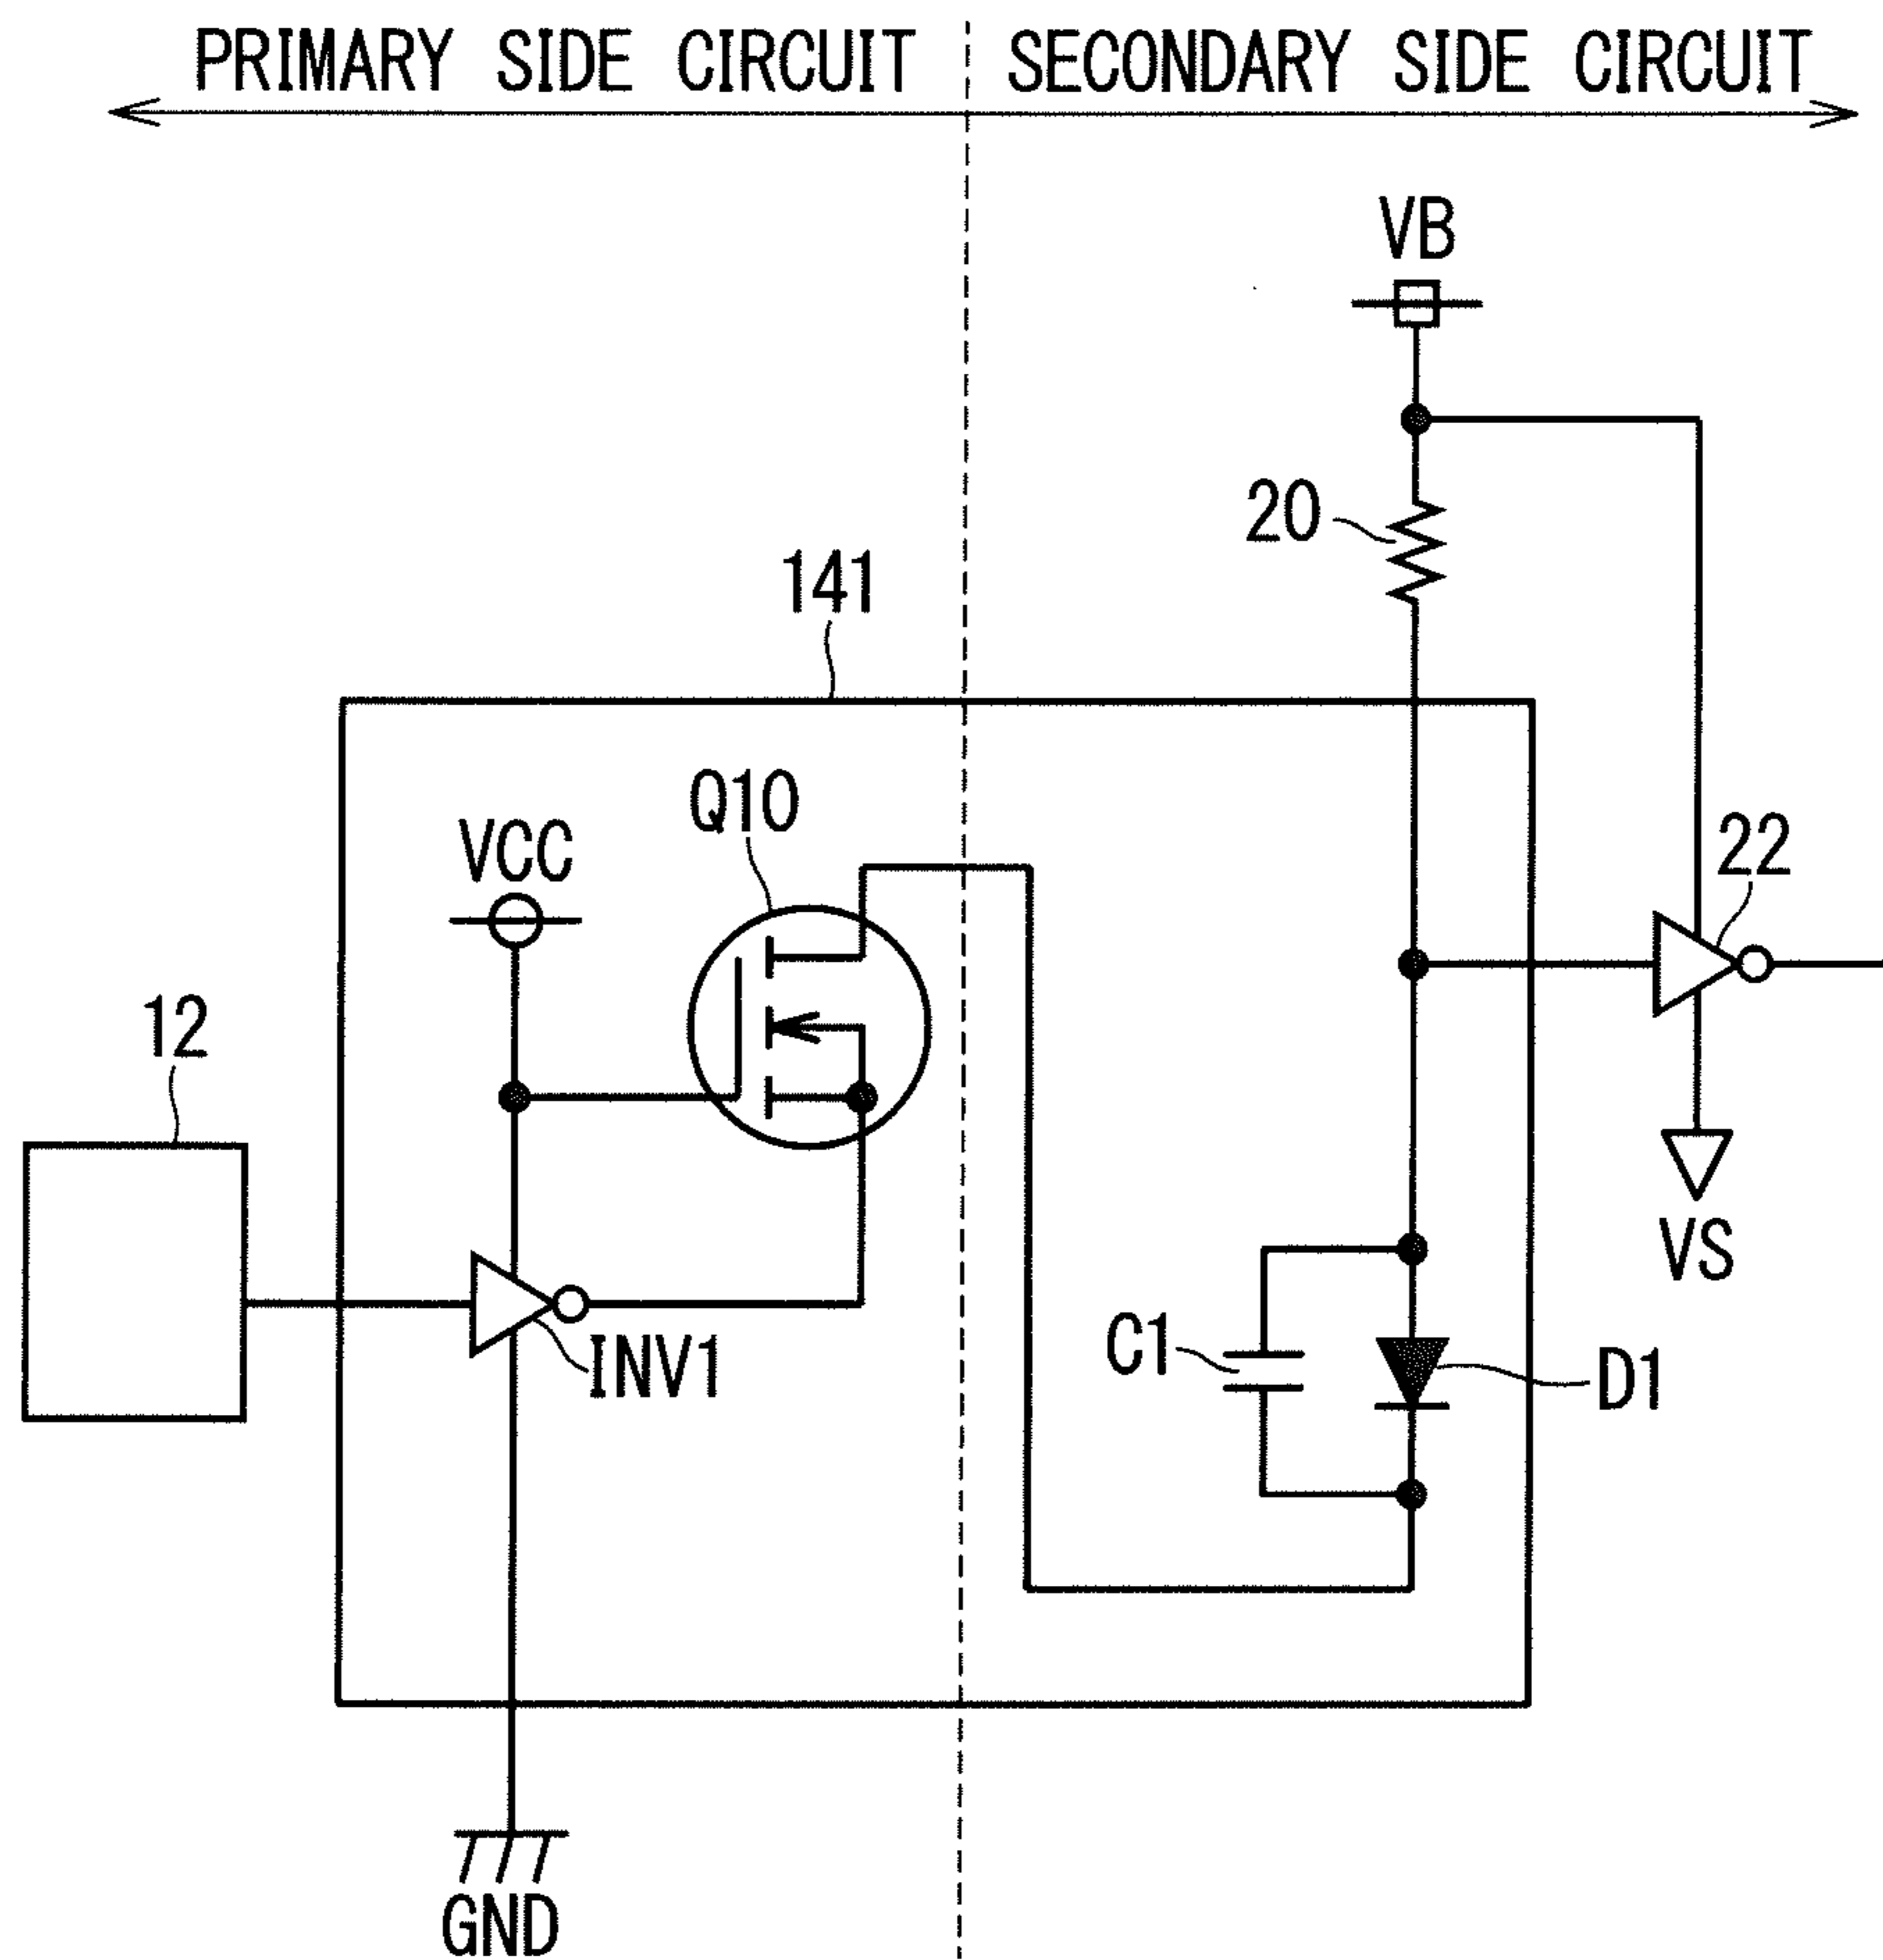 PRIMARY SIDE CIRCUIT SECONDARY SIDE CIRCUIT
VB
20
141
Q10
VCC
22
12
VS
C1
INV1
D1
GND